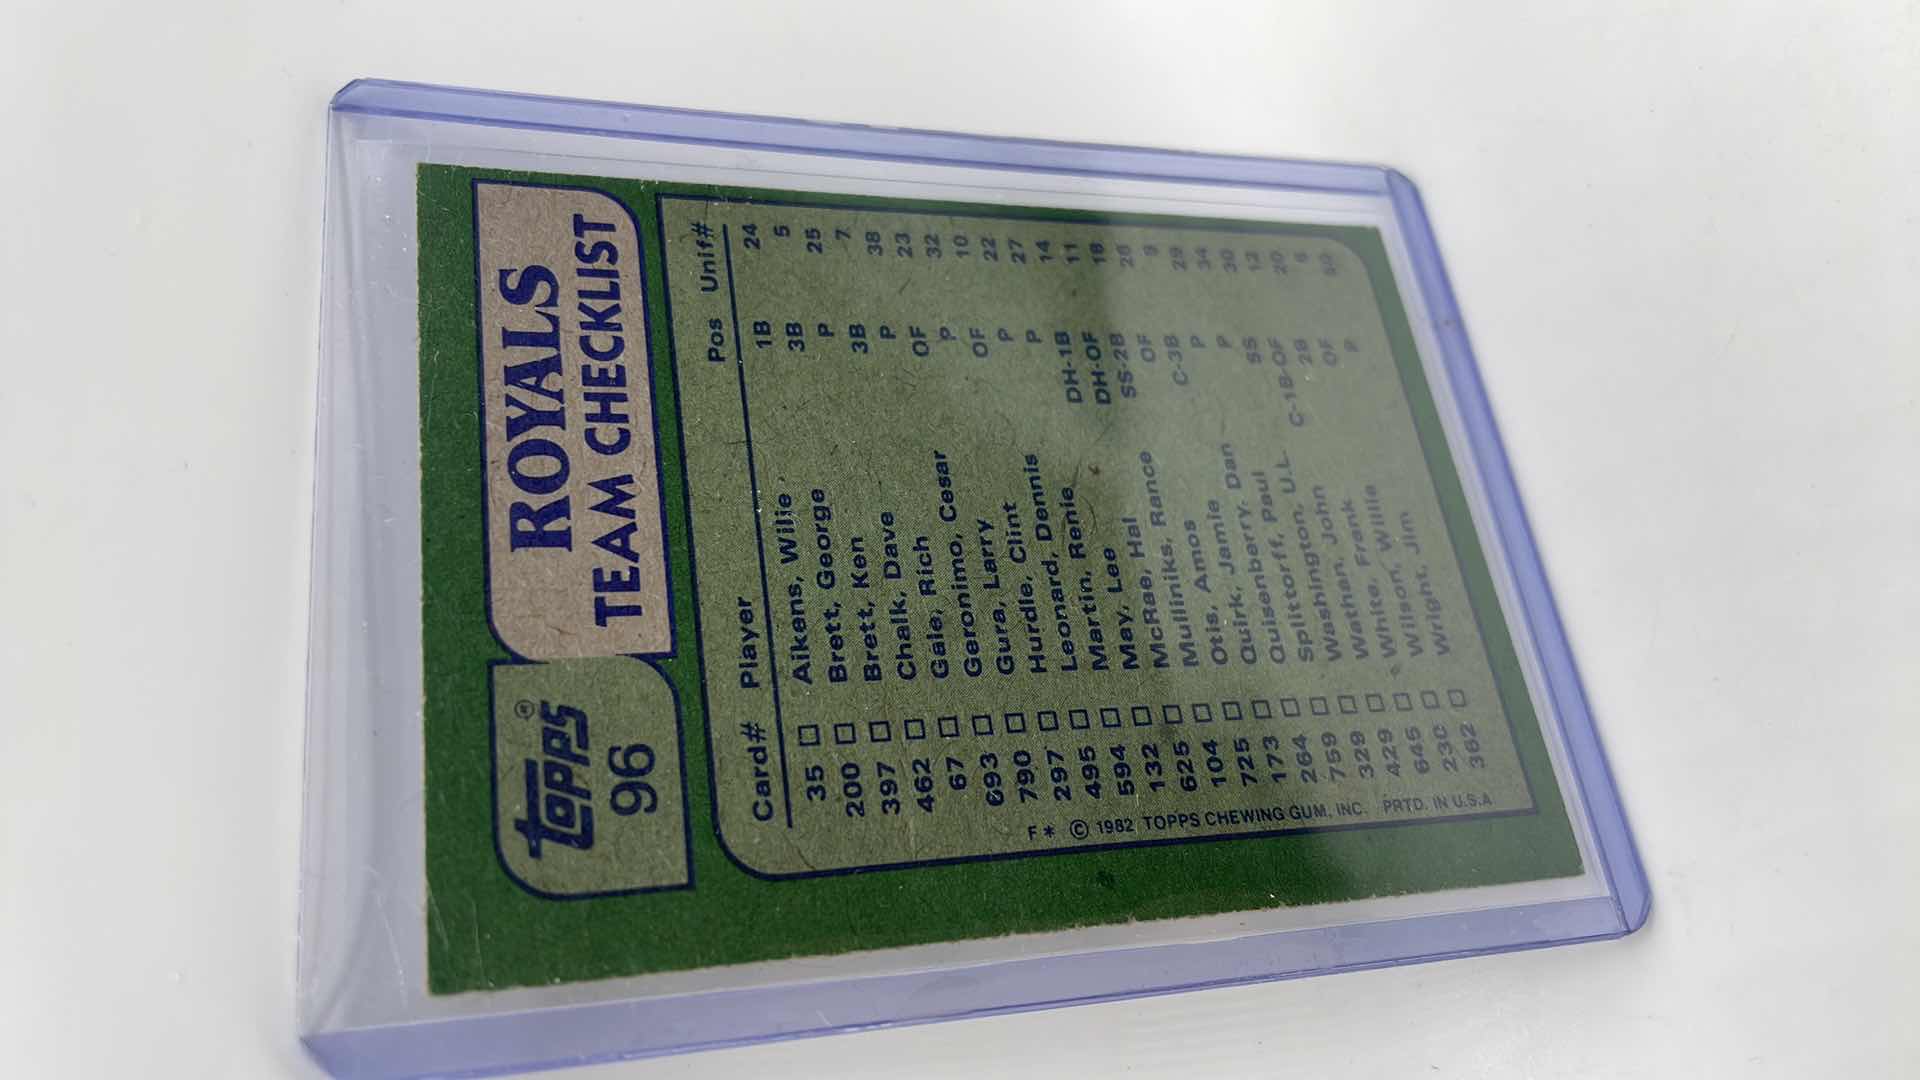 Topps ®
96
ROYALS
TEAM CHECKLIST
Card# Player Pos Unif#
35 Aikens, Willie 1B 24
200 Brett, George 3B 5
397 Brett, Ken P 25
462 Chalk, Dave 3B 7
67 Gale, Rich P 38
693 Geronimo, Cesar OF 23
790 Gura, Larry P 32
297 Hurdle, Clint OF 10
495 Leonard, Dennis P 22
594 Martin, Renie P 27
132 May, Lee DH-1B 14
625 McRae, Hal DH-OF 11
104 Mulliniks, Rance SS-2B 18
725 Otis, Amos OF 26
173 Quirk, Jamie C-3B 9
264 Quisenberry, Dan P 29
759 Splittorff, Paul P 34
329 Washington, U.L. SS 30
429 Wathan, John C-1B-OF 12
645 White, Frank 2B 20
230 Wilson, Willie OF 6
362 Wright, Jim P 50
F* © 1982 TOPPS CHEWING GUM, INC. PRTD. IN U.S.A